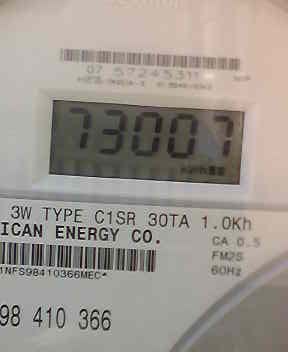 07 57245311
73007
3W TYPE C1SR 30TA 1.0Kh
ICAN ENERGY CO.
CA 0.5
FM2S
60Hz
1NFS98410366MEC*
98 410 366